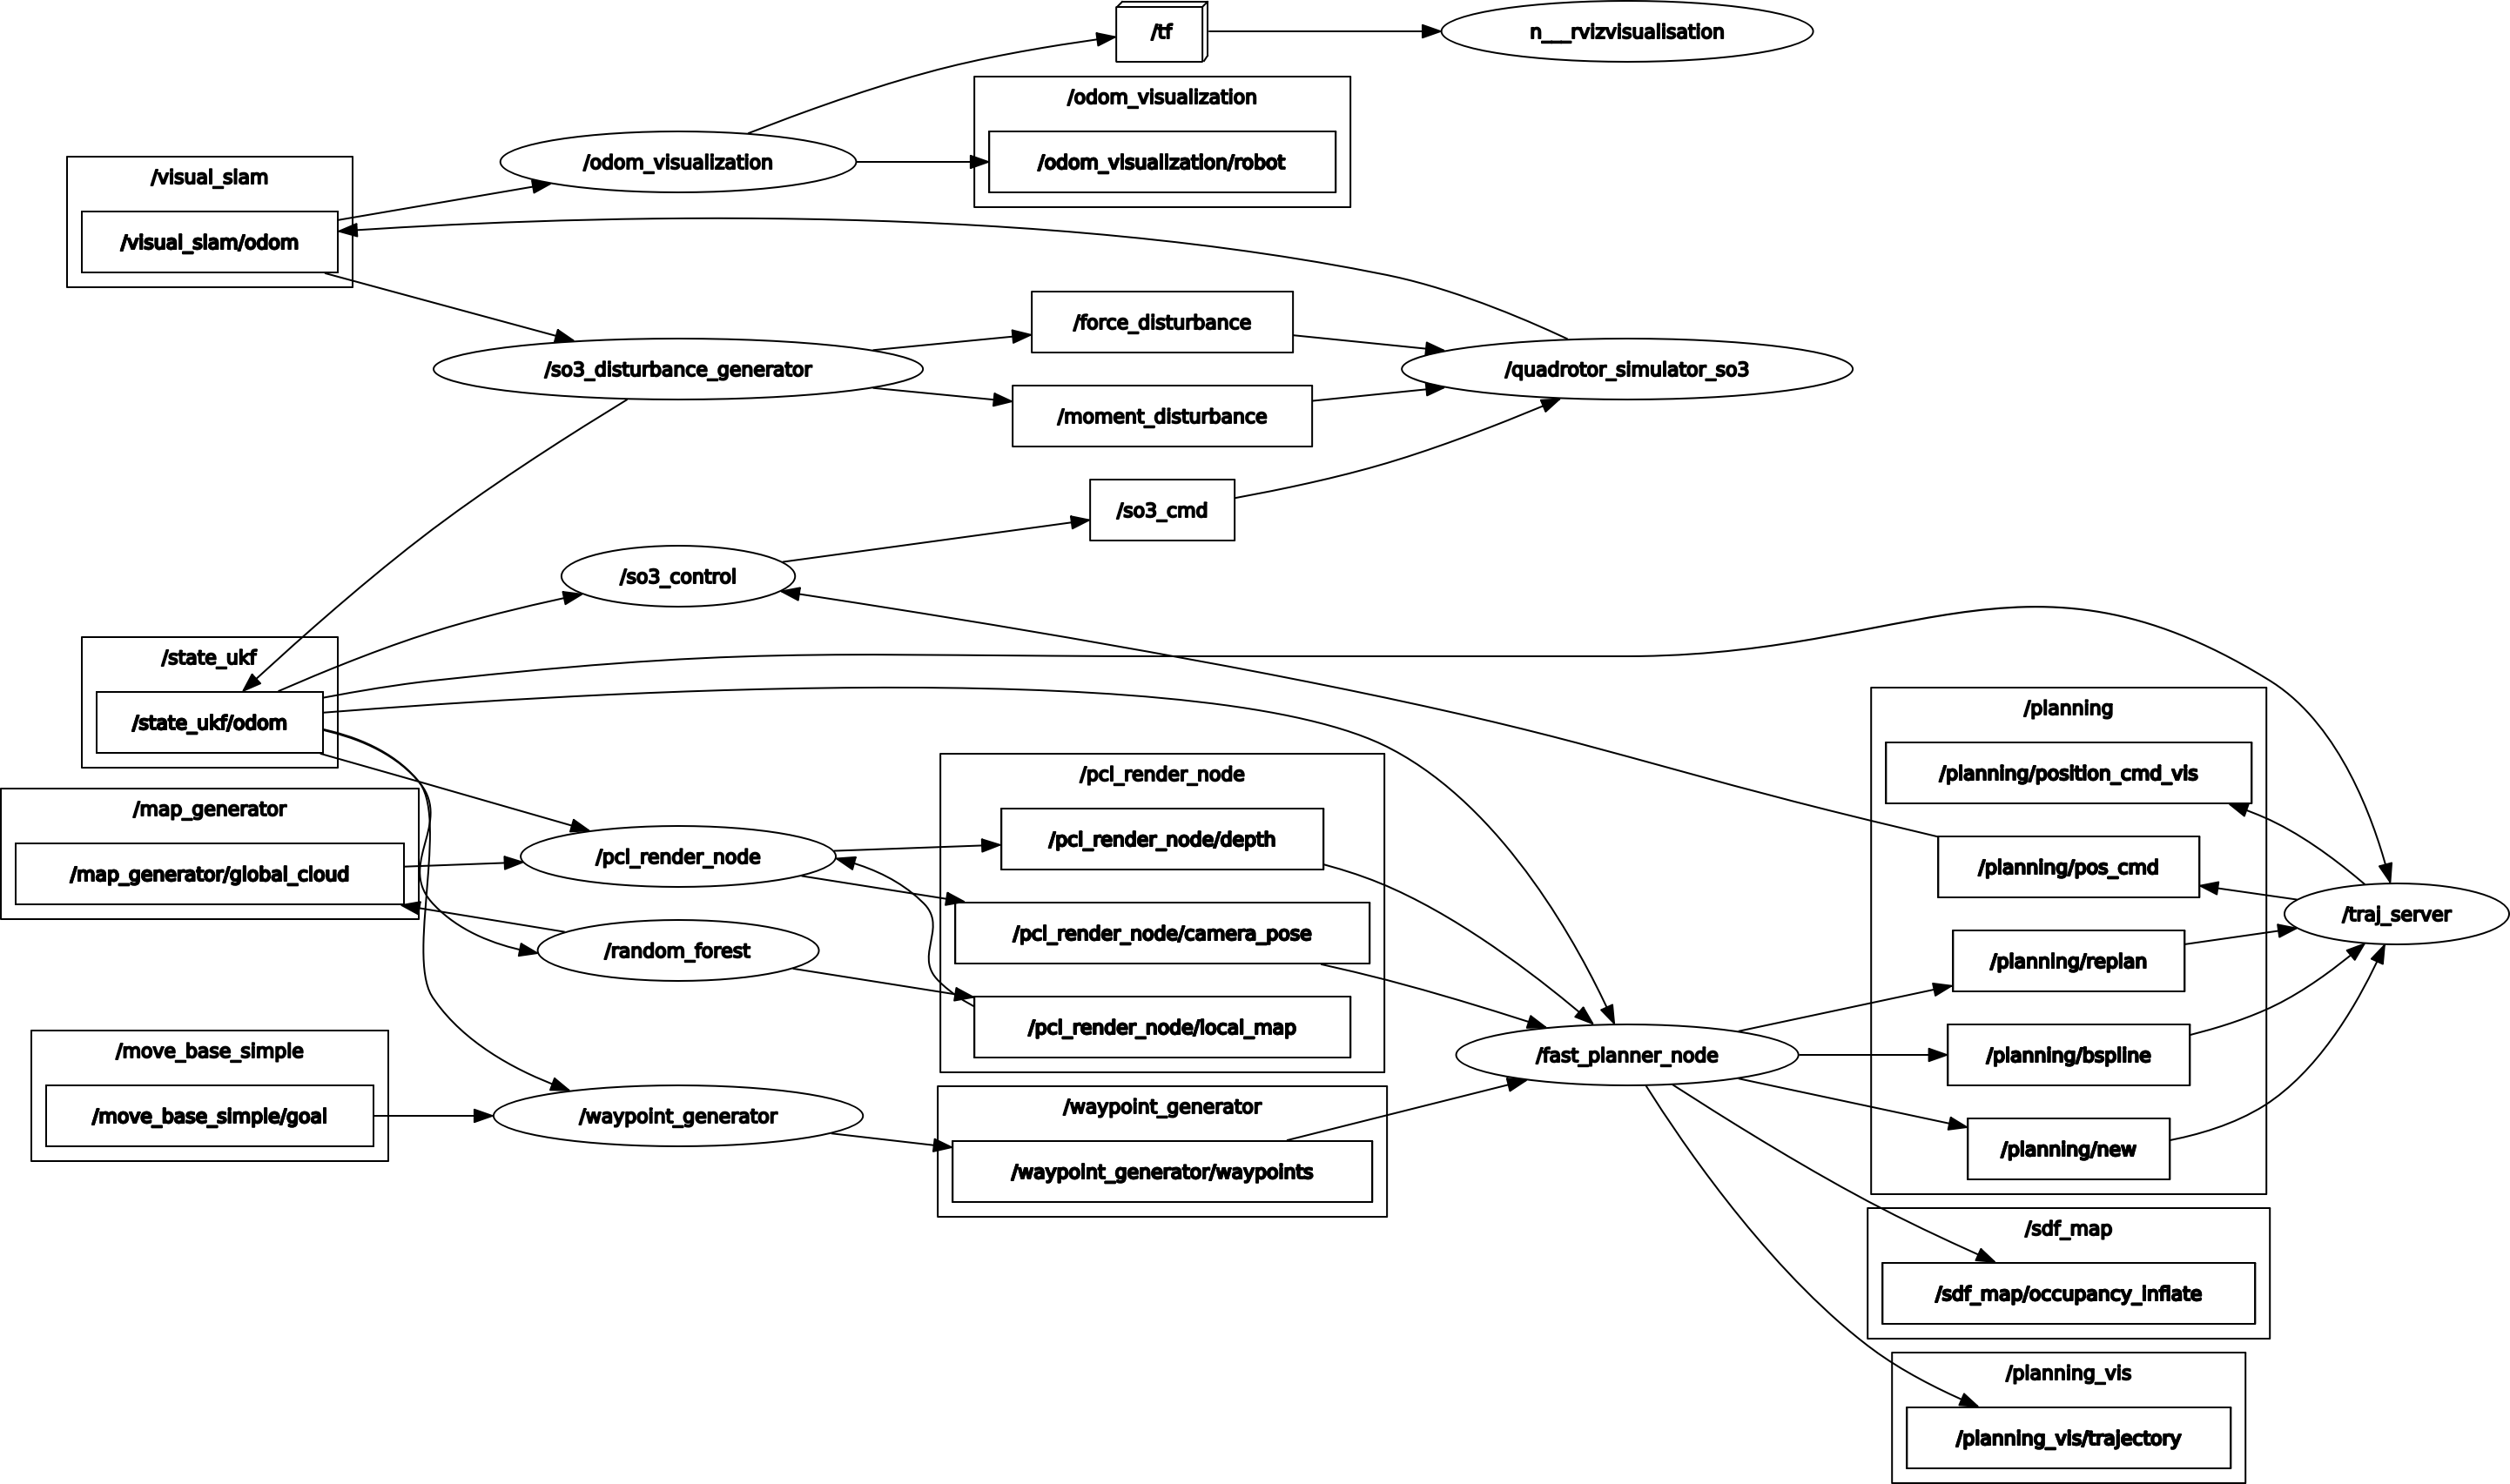 /tf
n___rvizvisualisation
/odom_visualization
/odom_visualization/robot
/odom_visualization
/visual_slam
/visual_slam/odom
/force_disturbance
/so3_disturbance_generator
/quadrotor_simulator_so3
/moment_disturbance
/so3_cmd
/so3_control
/state_ukf
/state_ukf/odom
/planning
/planning/position_cmd_vis
/planning/pos_cmd
/planning/replan
/planning/bspline
/planning/new
/traj_server
/pcl_render_node
/pcl_render_node/depth
/pcl_render_node/camera_pose
/pcl_render_node/local_map
/map_generator
/map_generator/global_cloud
/pcl_render_node
/random_forest
/move_base_simple
/move_base_simple/goal
/waypoint_generator
/waypoint_generator
/waypoint_generator/waypoints
/fast_planner_node
/sdf_map
/sdf_map/occupancy_inflate
/planning_vis
/planning_vis/trajectory